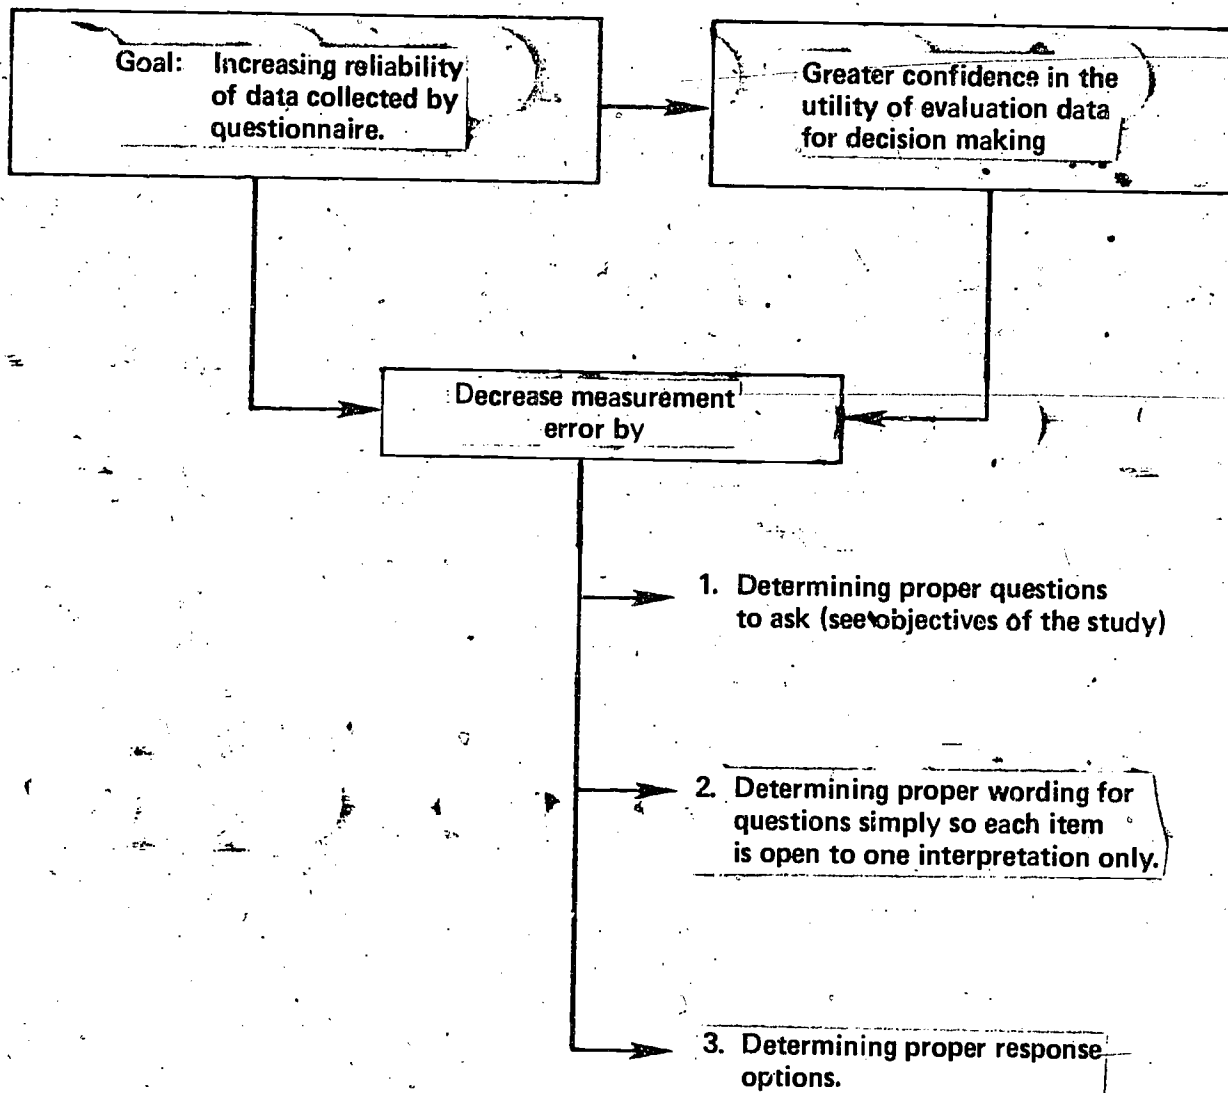 Goal: Increasing reliability
of data collected by
questionnaire.
Greater confidence in the
utility of evaluation data
for decision making
Decrease measurement
error by
1. Determining proper questions
to ask (see objectives of the study)
2. Determining proper wording for
questions simply so each item
is open to one interpretation only.
3. Determining proper response
options.